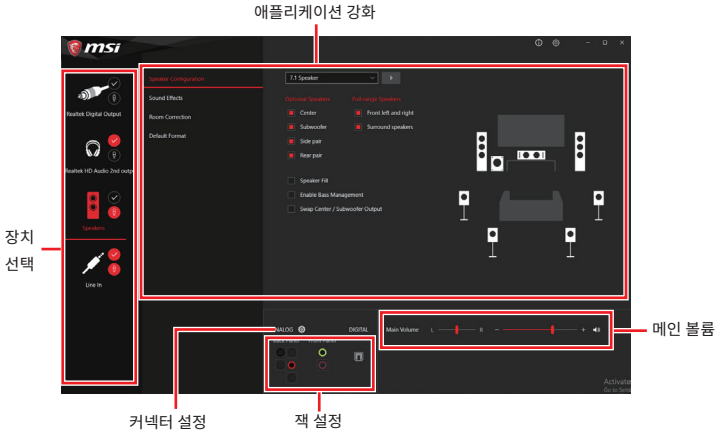 애플리케이션 강화
msi
Speaker Configuration
Sound Effects
Room Correction
Default Format
7.1 Speaker
Optional Speakers
Full-range Speakers
Center
Front left and right
Subwoofer
Surround speakers
Side pair
Rear pair
Speaker Fill
Enable Bass Management
Swap Center / Subwoofer Output
Realtek Digital Output
Realtek HD Audio 2nd outp
Speakers
Line In
장치
선택
ANALOG
DIGITAL
Back Panel
Front Panel
Main Volume
L
R
메인 볼륨
Activate
Go to Setti
커넥터 설정
잭 설정